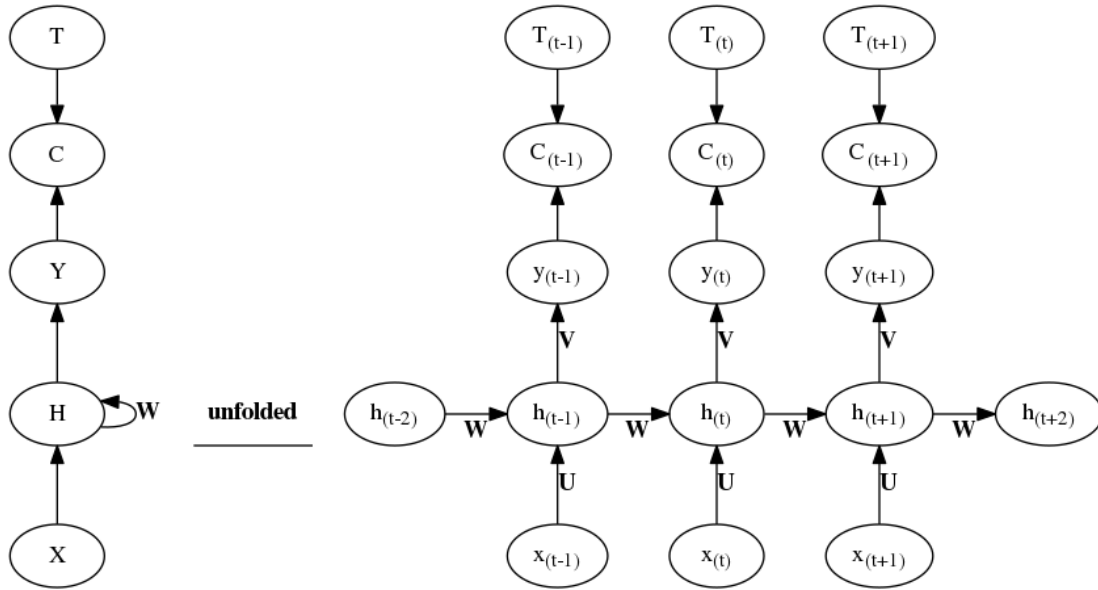 T T(t-1) T(t) T(t+1)
C C(t-1) C(t) C(t+1)
Y y(t-1) y(t) y(t+1)
V V V
H W unfolded h(t-2) h(t-1) h(t) h(t+1) h(t+2)
W W W W
U U U
X x(t-1) x(t) x(t+1)